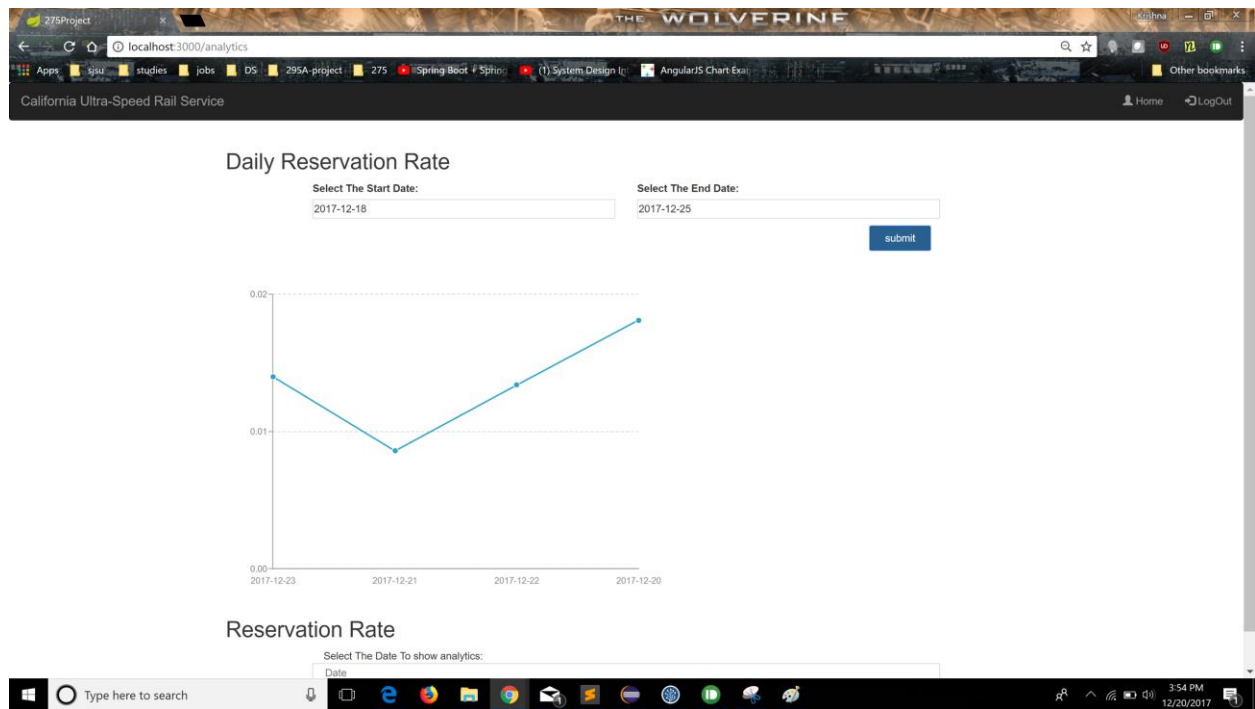 275Project
THE WOLVERINE
Krishna
localhost:3000/analytics
Apps sjsu studies jobs DS 295A-project 275 Spring Boot + Spring (1) System Design In AngularJS Chart Exa Other bookmarks
California Ultra-Speed Rail Service Home LogOut
Daily Reservation Rate
Select The Start Date: Select The End Date:
2017-12-18 2017-12-25
submit
0.02
0.01
0.00
2017-12-23 2017-12-21 2017-12-22 2017-12-20
Reservation Rate
Select The Date To show analytics:
Date
Type here to search
3:54 PM
12/20/2017